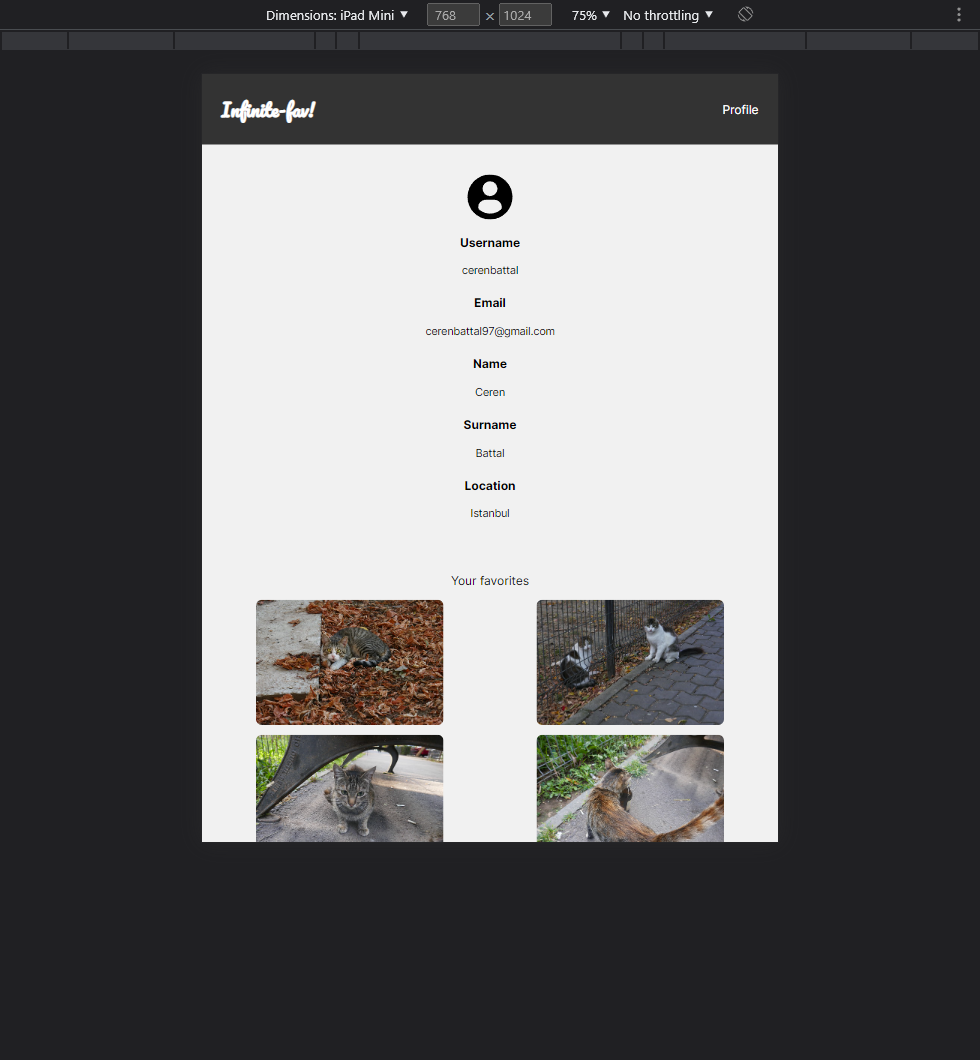 Dimensions: iPad Mini ▼ 768 × 1024 75% ▼ No throttling ▼
Infinite-fav! Profile
Username
cerenbattal
Email
cerenbattal97@gmail.com
Name
Ceren
Surname
Battal
Location
Istanbul
Your favorites